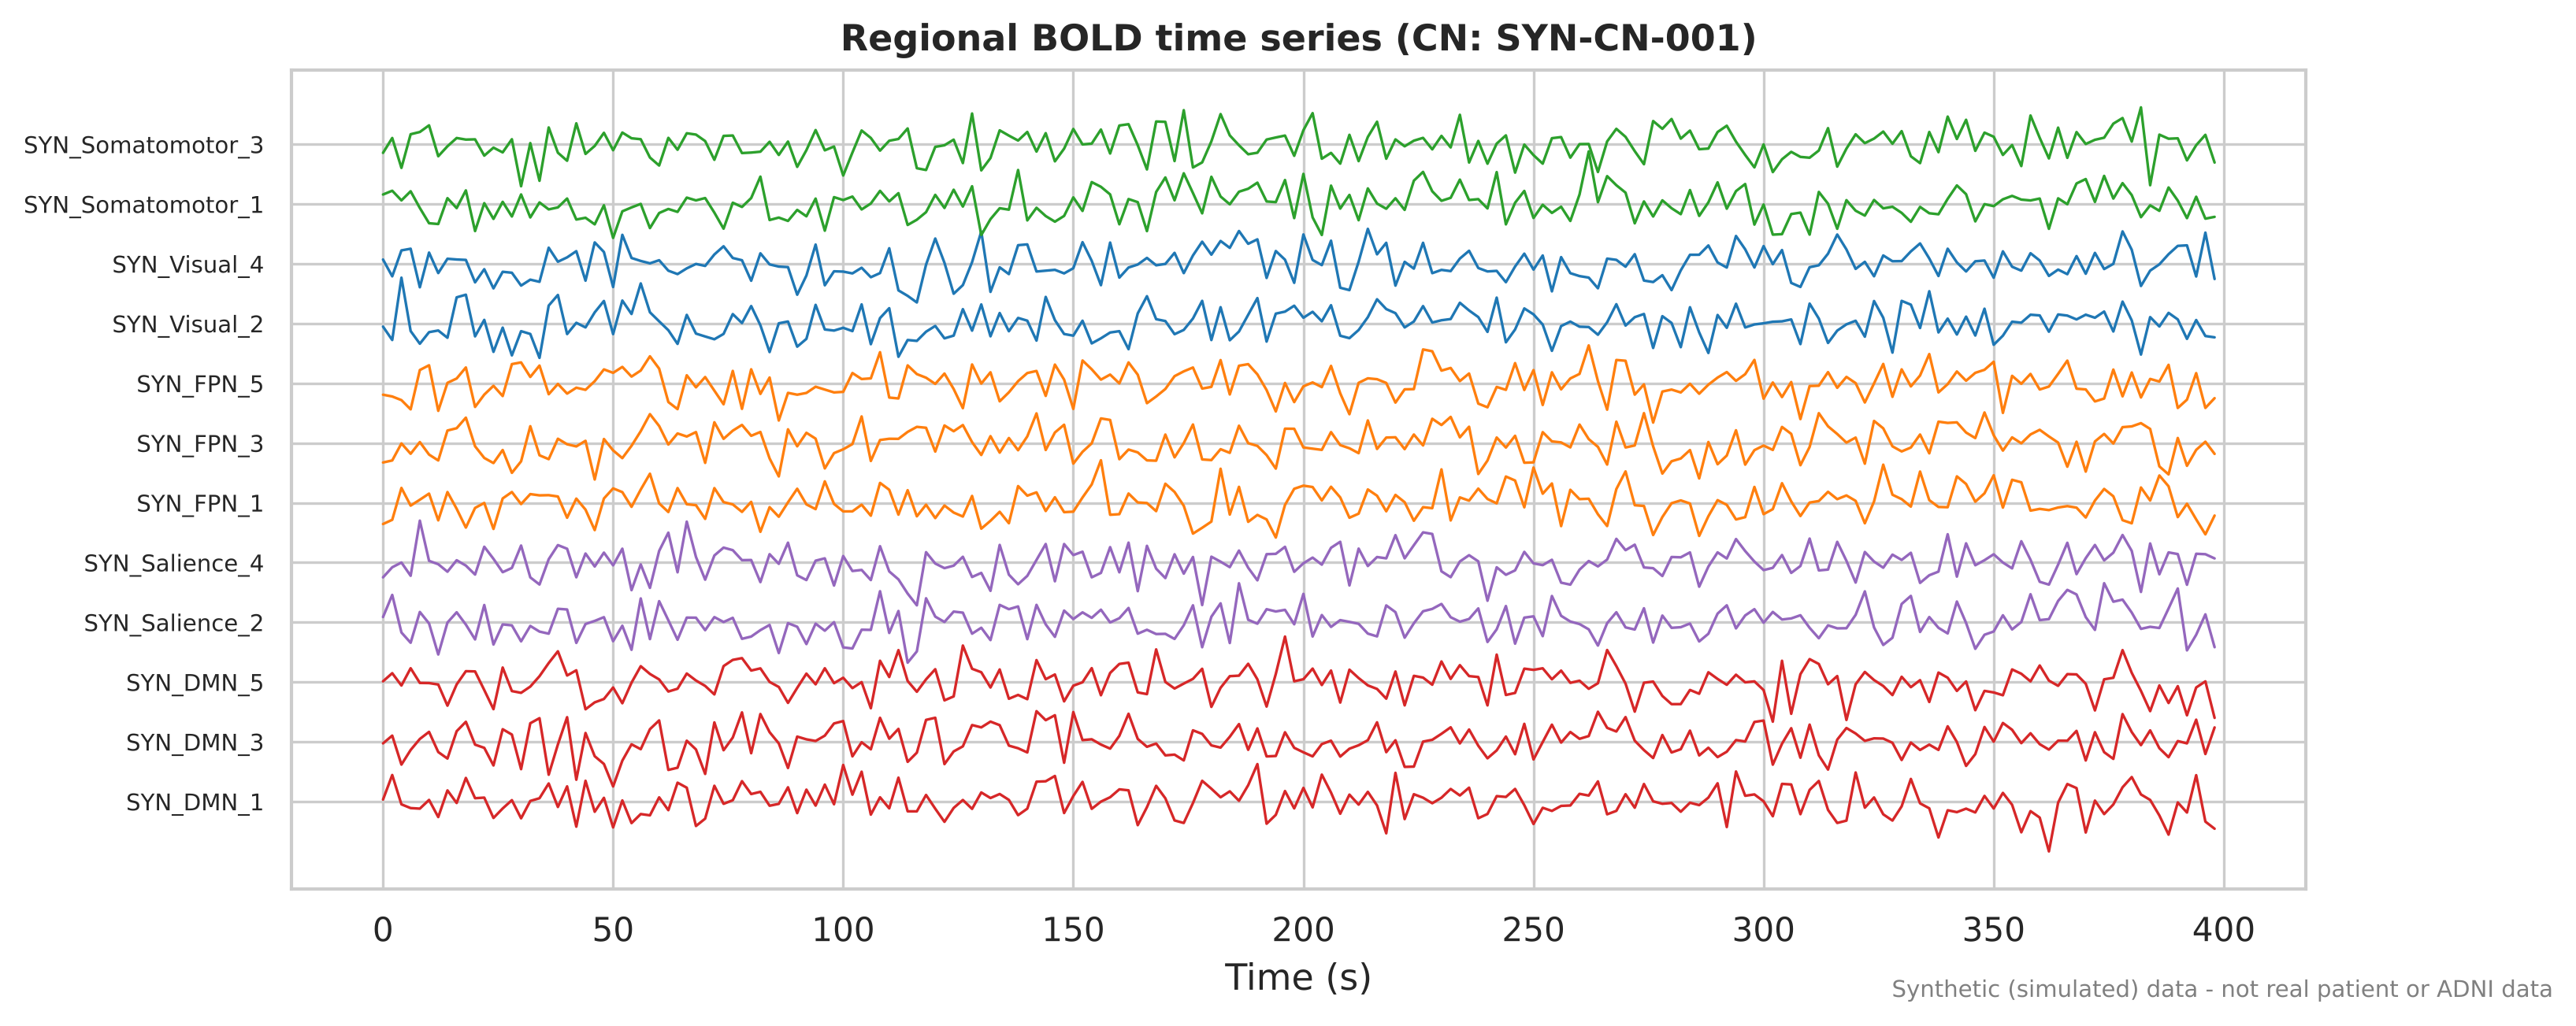 Regional BOLD time series (CN: SYN-CN-001)
SYN_Somatomotor_3
SYN_Somatomotor_1
SYN_Visual_4
SYN_Visual_2
SYN_FPN_5
SYN_FPN_3
SYN_FPN_1
SYN_Salience_4
SYN_Salience_2
SYN_DMN_5
SYN_DMN_3
SYN_DMN_1
0 50 100 150 200 250 300 350 400
Time (s)
Synthetic (simulated) data - not real patient or ADNI data